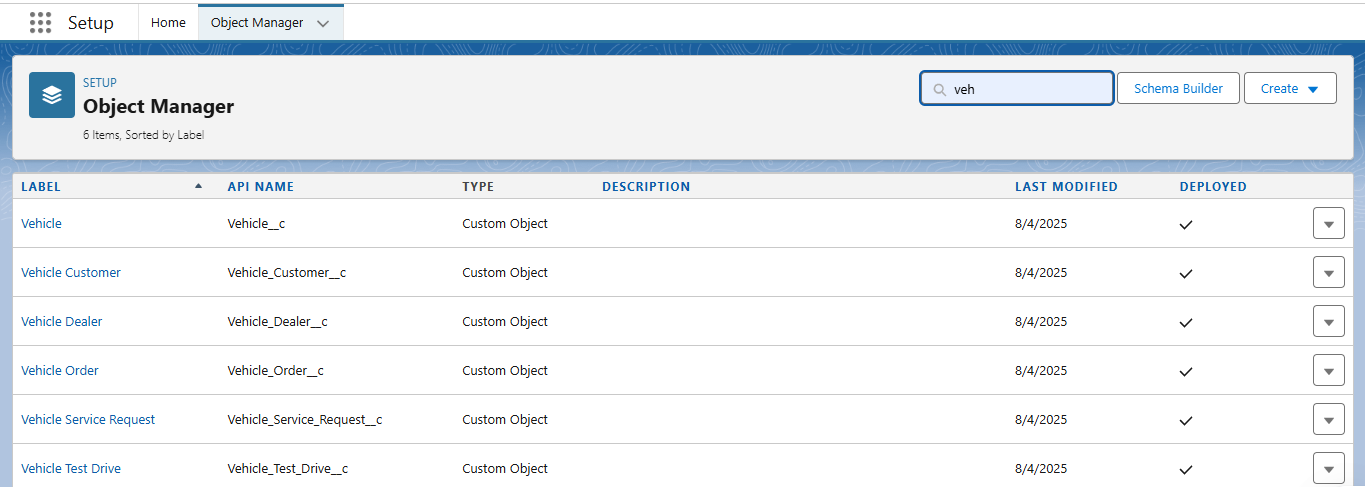 Setup Home Object Manager
SETUP
Object Manager
6 Items, Sorted by Label
veh Schema Builder Create
LABEL API NAME TYPE DESCRIPTION LAST MODIFIED DEPLOYED
Vehicle Vehicle__c Custom Object 8/4/2025
Vehicle Customer Vehicle_Customer__c Custom Object 8/4/2025
Vehicle Dealer Vehicle_Dealer__c Custom Object 8/4/2025
Vehicle Order Vehicle_Order__c Custom Object 8/4/2025
Vehicle Service Request Vehicle_Service_Request__c Custom Object 8/4/2025
Vehicle Test Drive Vehicle_Test_Drive__c Custom Object 8/4/2025